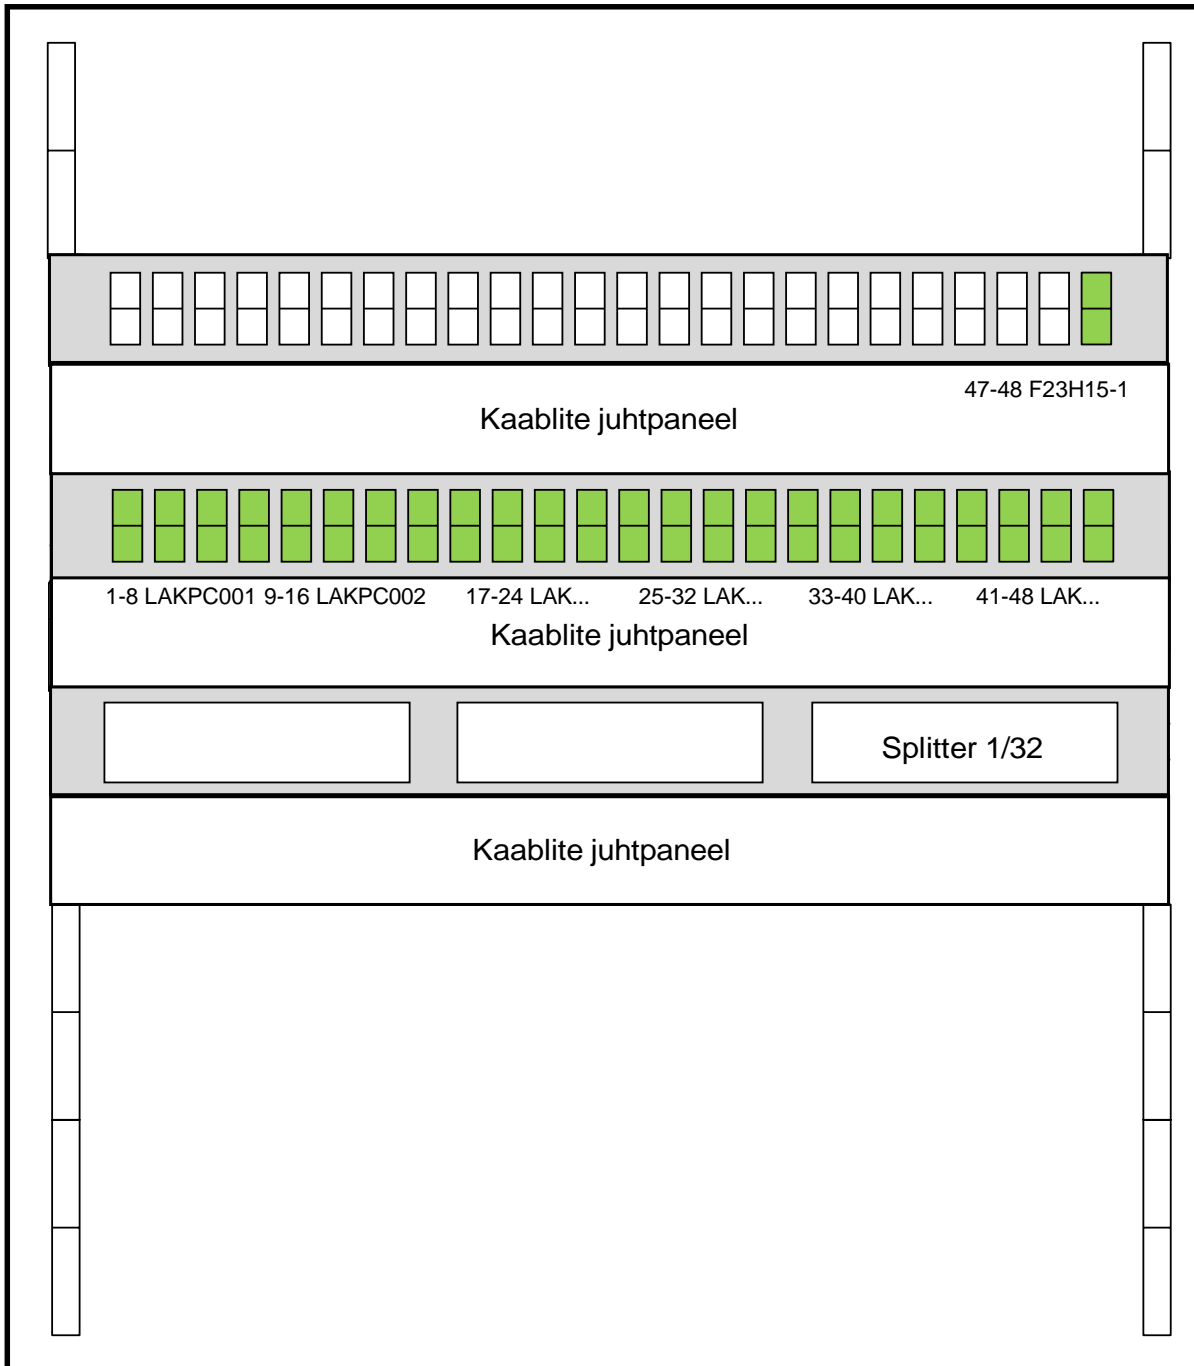 47-48 F23H15-1
Kaablite juhtpaneel
1-8 LAKPC001 9-16 LAKPC002 17-24 LAK... 25-32 LAK... 33-40 LAK... 41-48 LAK...
Kaablite juhtpaneel
Splitter 1/32
Kaablite juhtpaneel